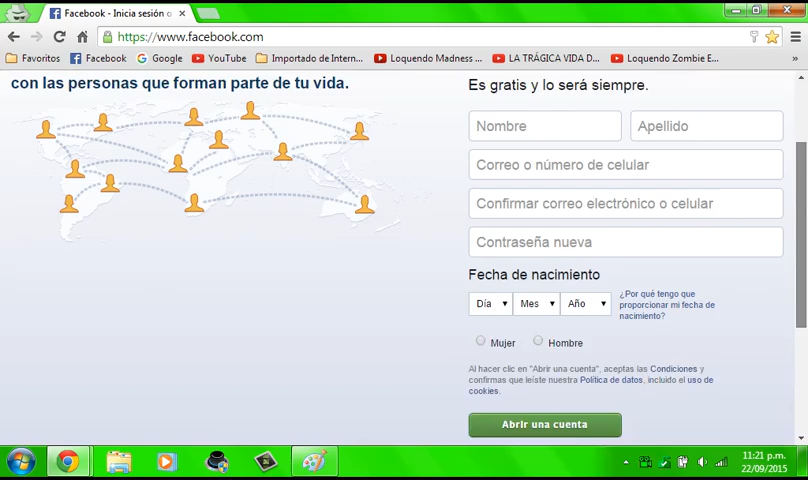 Facebook - Inicia sesión o
https://www.facebook.com
Favoritos
Facebook
Google
YouTube
Importado de Intern...
Loquendo Madness ...
LA TRÁGICA VIDA D...
Loquendo Zombie E...
»
con las personas que forman parte de tu vida.
Es gratis y lo será siempre.
Nombre
Apellido
Correo o número de celular
Confirmar correo electrónico o celular
Contraseña nueva
Fecha de nacimiento
Día
Mes
Año
¿Por qué tengo que
proporcionar mi fecha de
nacimiento?
Mujer
Hombre
Al hacer clic en "Abrir una cuenta", aceptas las Condiciones y
confirmas que leíste nuestra Política de datos, incluido el uso de
cookies.
Abrir una cuenta
11:21 p.m.
22/09/2015